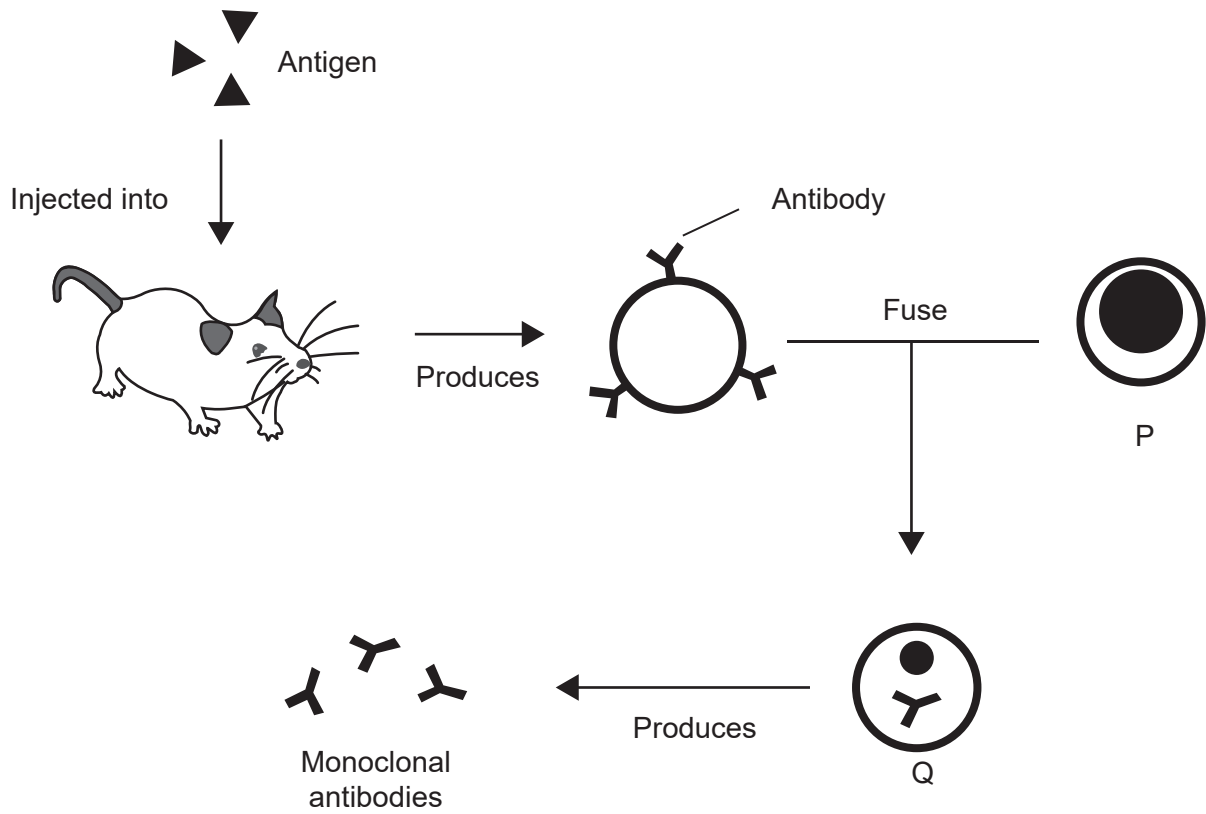 Antigen
Injected into
Antibody
Fuse
Produces
P
Produces
Q
Monoclonal
antibodies